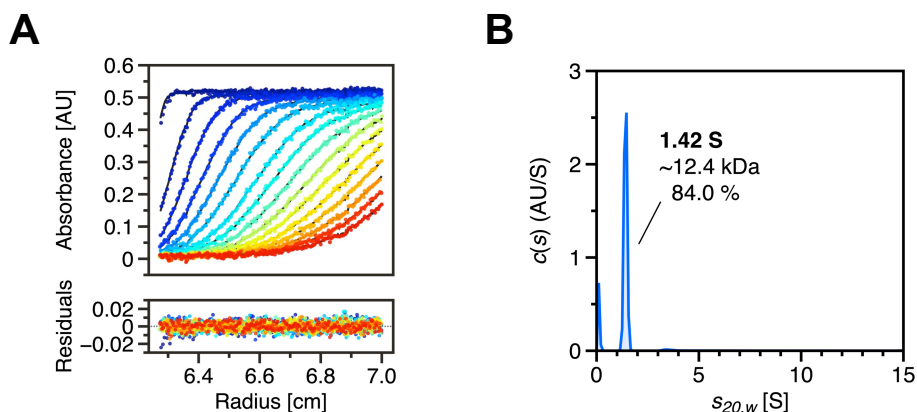 A
B
0.6
0.5
0.4
0.3
0.2
0.1
0
Absorbance [AU]
0.02
0
−0.02
Residuals
6.4
6.6
6.8
7.0
Radius [cm]
3
2
1
0
c(s) (AU/S)
1.42 S
~12.4 kDa
84.0 %
0
5
10
15
s20,w [S]